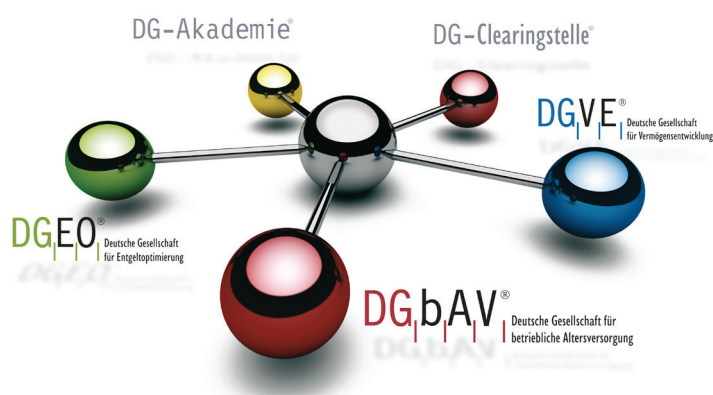 DG-Akademie®
DG-Clearingstelle®
DGVE®
Deutsche Gesellschaft
für Vermögensentwicklung
DGEO®
Deutsche Gesellschaft
für Entgeltoptimierung
DGbAV®
Deutsche Gesellschaft für
betriebliche Altersversorgung